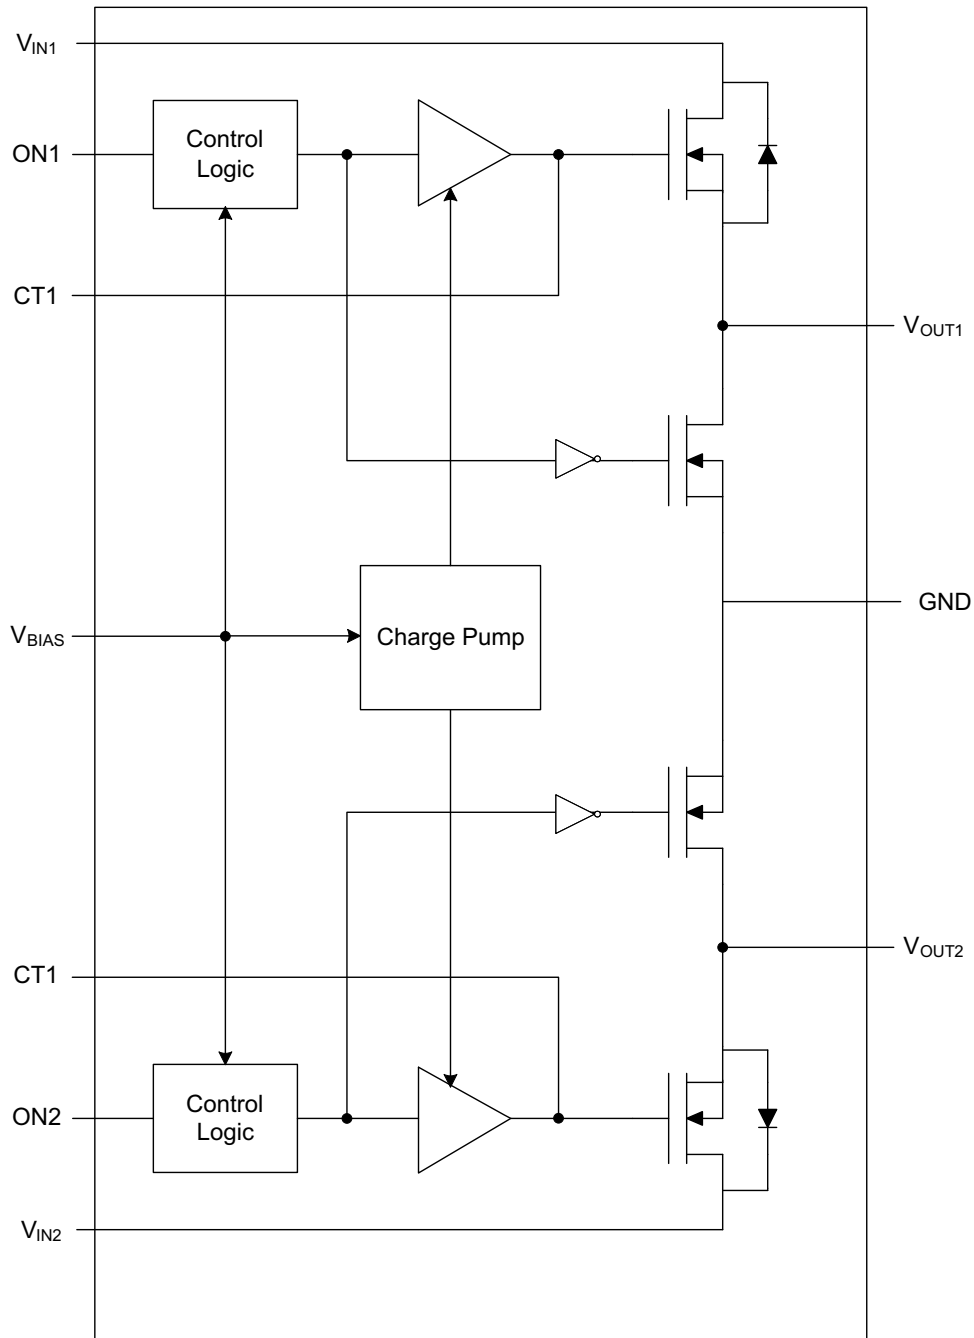 VIN1
ON1
Control
Logic
CT1
VOUT1
GND
VBIAS
Charge Pump
VOUT2
CT1
ON2
Control
Logic
VIN2